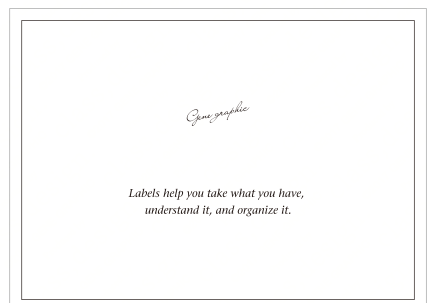 Gene graphic
Labels help you take what you have,
understand it, and organize it.